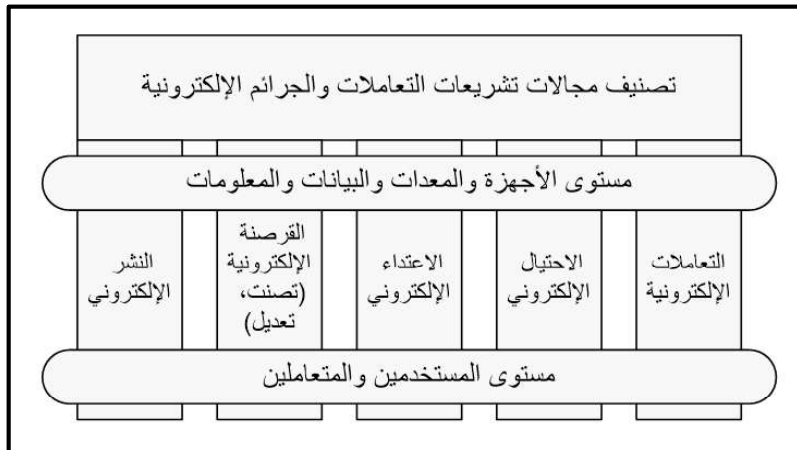 تصنيف مجالات تشريعات التعاملات والجرائم الإلكترونية
مستوى الأجهزة والمعدات والبيانات والمعلومات
التعاملات
الإلكترونية
الاحتيال
الإلكتروني
الاعتداء
الإلكتروني
القرصنة
الإلكترونية
(تصنت،
تعديل)
النشر
الإلكتروني
مستوى المستخدمين والمتعاملين